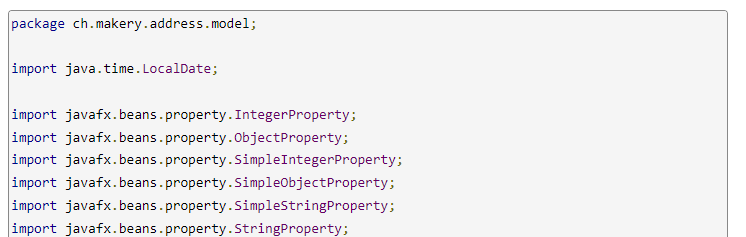 package ch.makery.address.model;
import java.time.LocalDate;
import javafx.beans.property.IntegerProperty;
import javafx.beans.property.ObjectProperty;
import javafx.beans.property.SimpleIntegerProperty;
import javafx.beans.property.SimpleObjectProperty;
import javafx.beans.property.SimpleStringProperty;
import javafx.beans.property.StringProperty;